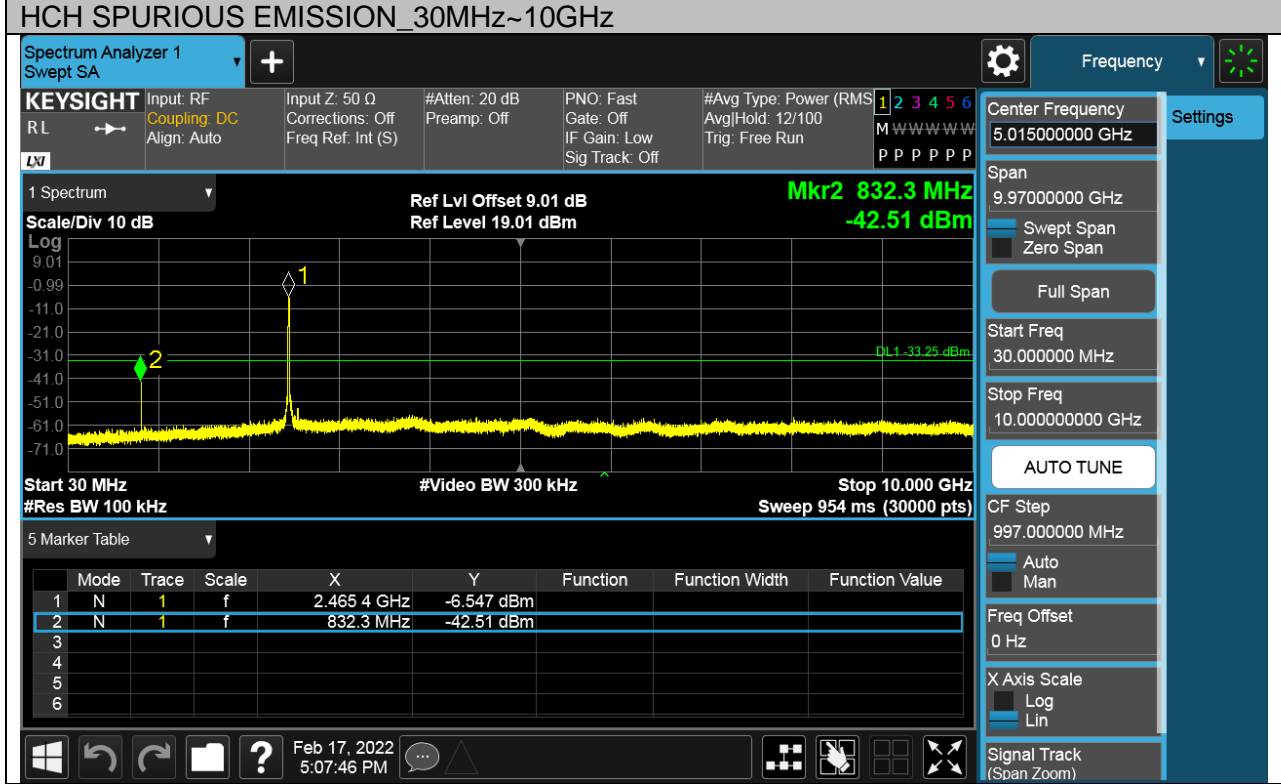 HCH SPURIOUS EMISSION_30MHz~10GHz
Spectrum Analyzer 1
Swept SA
+
Frequency
KEYSIGHT
RL
LXI
Input: RF
Coupling: DC
Align: Auto
Input Z: 50 Ω
Corrections: Off
Freq Ref: Int (S)
#Atten: 20 dB
Preamp: Off
PNO: Fast
Gate: Off
IF Gain: Low
Sig Track: Off
#Avg Type: Power (RMS
Avg|Hold: 12/100
Trig: Free Run
1 2 3 4 5 6
M W W W W W
P P P P P P
Center Frequency
5.015000000 GHz
Settings
1 Spectrum
Scale/Div 10 dB
Ref Lvl Offset 9.01 dB
Ref Level 19.01 dBm
Mkr2 832.3 MHz
-42.51 dBm
Log
9.01
-0.99
-11.0
-21.0
-31.0
-41.0
-51.0
-61.0
-71.0
1
2
DL1 -33.25 dBm
Start 30 MHz
#Res BW 100 kHz
#Video BW 300 kHz
Stop 10.000 GHz
Sweep 954 ms (30000 pts)
Span
9.97000000 GHz
Swept Span
Zero Span
Full Span
Start Freq
30.000000 MHz
Stop Freq
10.000000000 GHz
AUTO TUNE
CF Step
997.000000 MHz
Auto
Man
Freq Offset
0 Hz
X Axis Scale
Log
Lin
Signal Track
(Span Zoom)
5 Marker Table
Mode Trace Scale X Y Function Function Width Function Value
1 N 1 f 2.465 4 GHz -6.547 dBm
2 N 1 f 832.3 MHz -42.51 dBm
3
4
5
6
?
Feb 17, 2022
5:07:46 PM